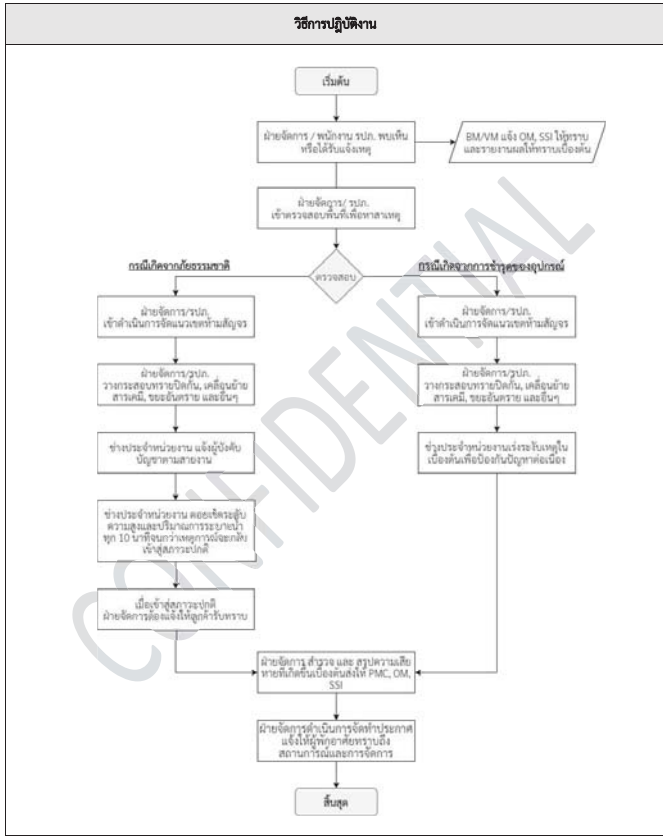 วิธีการปฏิบัติงาน
เริ่มต้น
ฝ่ายจัดการ / พนักงาน รปภ. พบเห็น
หรือได้รับแจ้งเหตุ
BM/VM แจ้ง OM, SSI ให้ทราบ
และรายงานผลให้ทราบเบื้องต้น
ฝ่ายจัดการ/ รปภ.
เข้าตรวจสอบพื้นที่เพื่อหาสาเหตุ
ตรวจสอบ
กรณีเกิดจากภัยธรรมชาติ
ฝ่ายจัดการ/รปภ.
เข้าดำเนินการจัดแนวเขตห้ามสัญจร
ฝ่ายจัดการ/รปภ.
วางกระสอบทรายปิดกั้น, เคลื่อนย้าย
สารเคมี, ขยะอันตราย และอื่นๆ
ช่างประจำหน่วยงาน แจ้งผู้บังคับ
บัญชาตามสายงาน
ช่างประจำหน่วยงาน คอยเช็คระดับ
ความสูงและปริมาณการระบายน้ำ
ทุก 10 นาทีจนกว่าเหตุการณ์จะกลับ
เข้าสู่สภาวะปกติ
เมื่อเข้าสู่สภาวะปกติ
ฝ่ายจัดการต้องแจ้งให้ลูกค้ารับทราบ
กรณีเกิดจากการชำรุดของอุปกรณ์
ฝ่ายจัดการ/รปภ.
เข้าดำเนินการจัดแนวเขตห้ามสัญจร
ฝ่ายจัดการ/รปภ.
วางกระสอบทรายปิดกั้น, เคลื่อนย้าย
สารเคมี, ขยะอันตราย และอื่นๆ
ช่างประจำหน่วยงานเร่งระงับเหตุใน
เบื้องต้นเพื่อป้องกันปัญหาต่อเนื่อง
ฝ่ายจัดการ สำรวจ และ สรุปความเสีย
หายที่เกิดขึ้นเบื้องต้นส่งให้ PMC, OM,
SSI
ฝ่ายจัดการดำเนินการจัดทำประกาศ
แจ้งให้ผู้พักอาศัยทราบถึง
สถานการณ์และการจัดการ
สิ้นสุด
CONFIDENTIAL